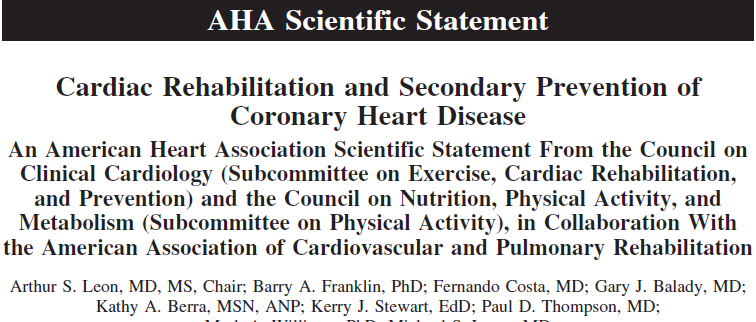 AHA Scientific Statement
Cardiac Rehabilitation and Secondary Prevention of
Coronary Heart Disease
An American Heart Association Scientific Statement From the Council on
Clinical Cardiology (Subcommittee on Exercise, Cardiac Rehabilitation,
and Prevention) and the Council on Nutrition, Physical Activity, and
Metabolism (Subcommittee on Physical Activity), in Collaboration With
the American Association of Cardiovascular and Pulmonary Rehabilitation
Arthur S. Leon, MD, MS, Chair; Barry A. Franklin, PhD; Fernando Costa, MD; Gary J. Balady, MD;
Kathy A. Berra, MSN, ANP; Kerry J. Stewart, EdD; Paul D. Thompson, MD;